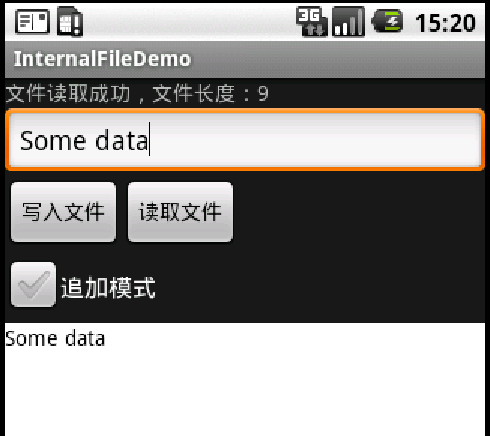 3G 15:20
InternalFileDemo
文件读取成功，文件长度：9
Some data
写入文件 读取文件
追加模式
Some data